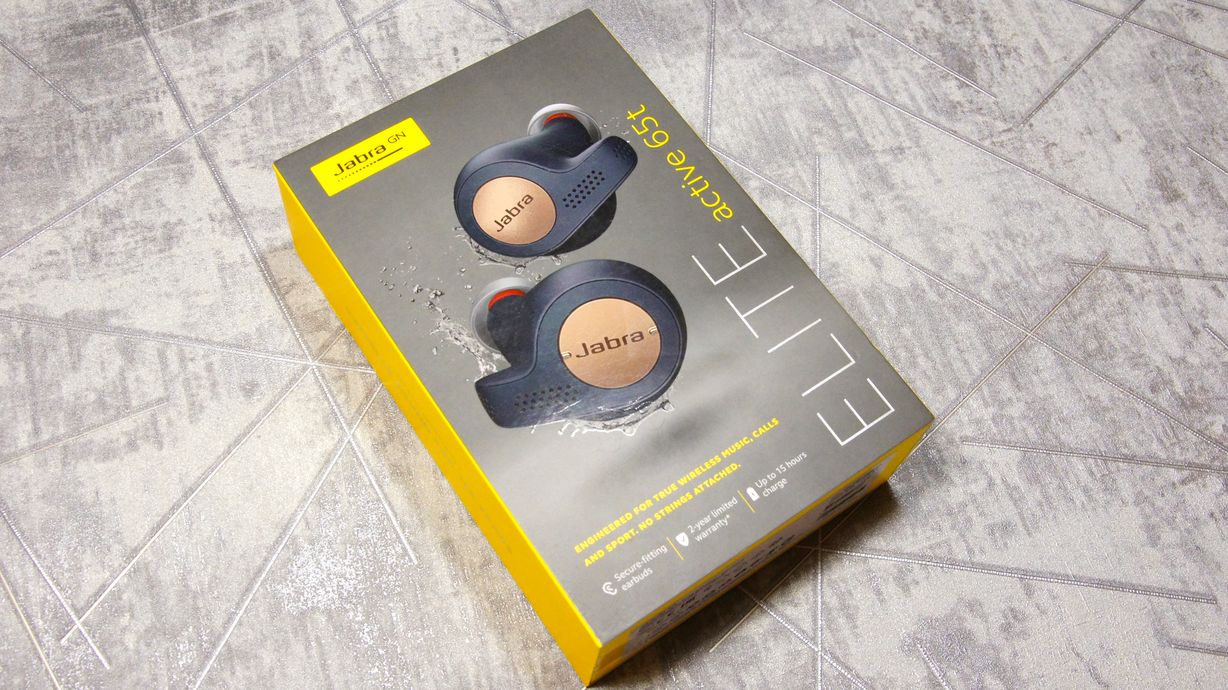 Jabra GN
Jabra
Jabra
ELITE
active 65t
ENGINEERED FOR TRUE WIRELESS MUSIC, CALLS
AND SPORT. NO STRINGS ATTACHED.
Secure-fitting
earbuds
2-year limited
warranty*
Up to 15 hours
charge